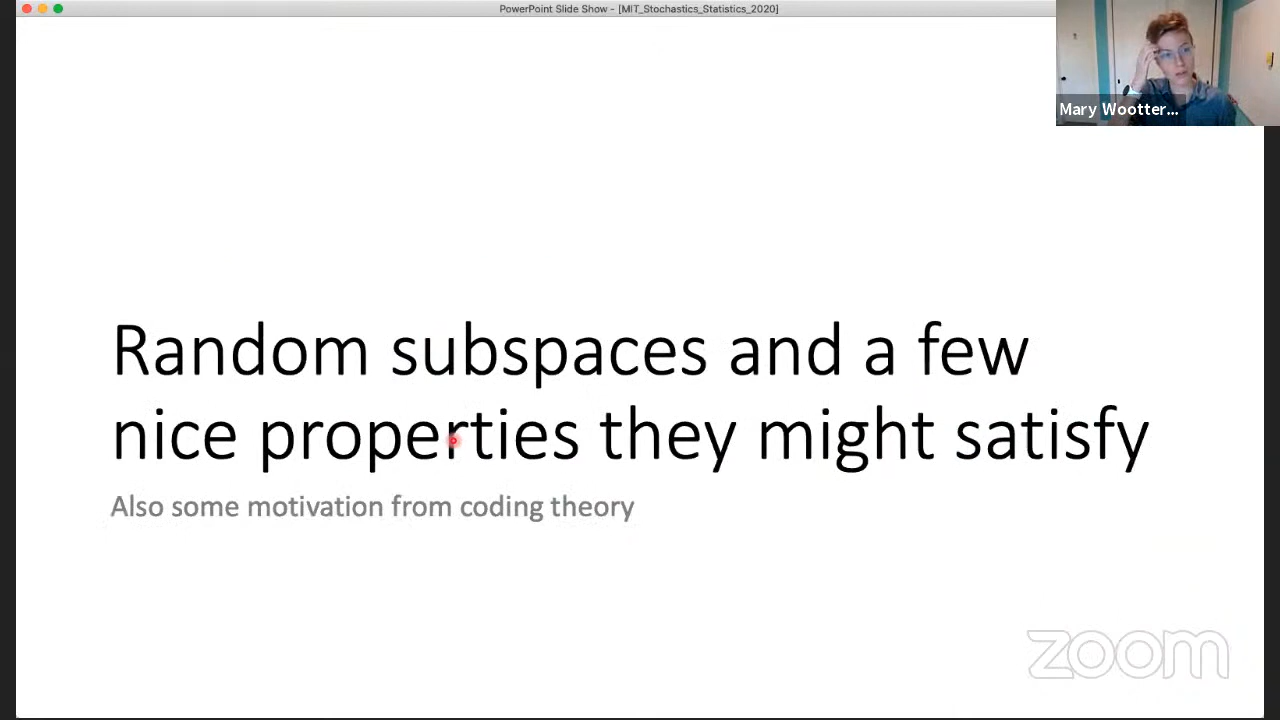 PowerPoint Slide Show - [MIT_Stochastics_Statistics_2020]
Mary Wootter...
Random subspaces and a few
nice properties they might satisfy
Also some motivation from coding theory
zoom